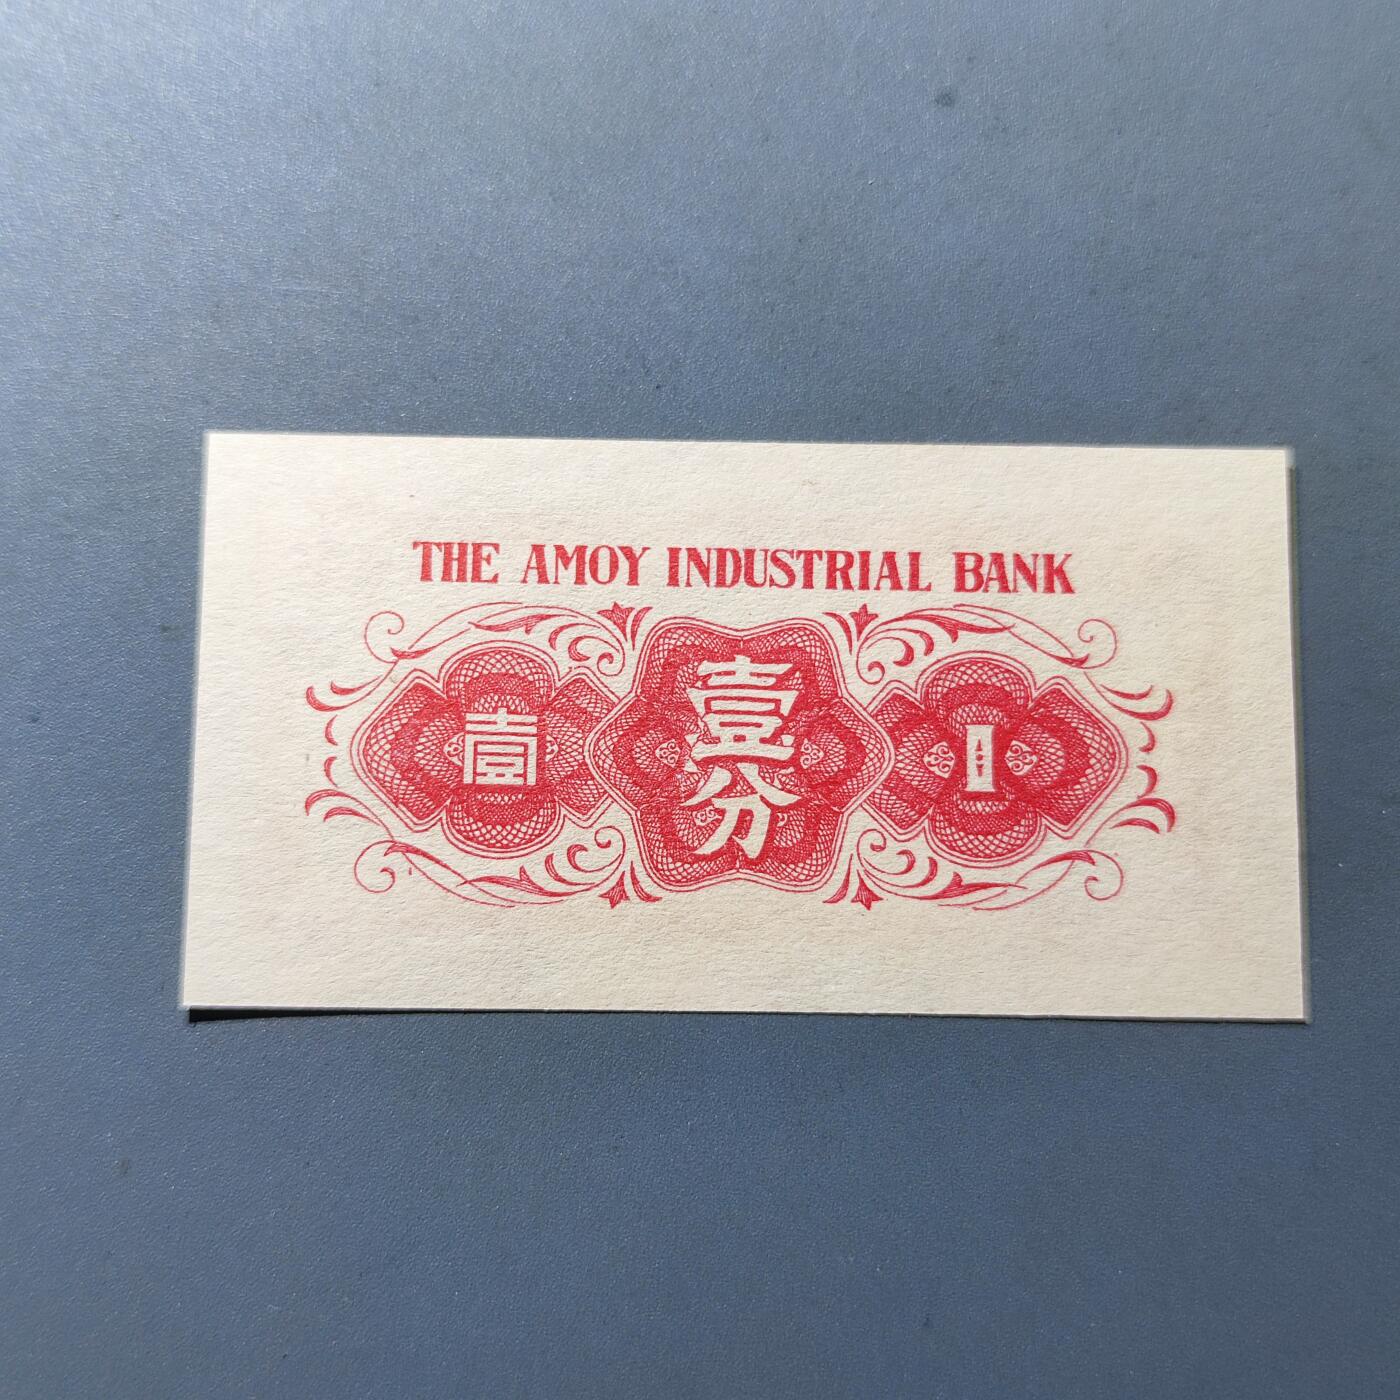 THE AMOY INDUSTRIAL BANK
壹
壹分
1